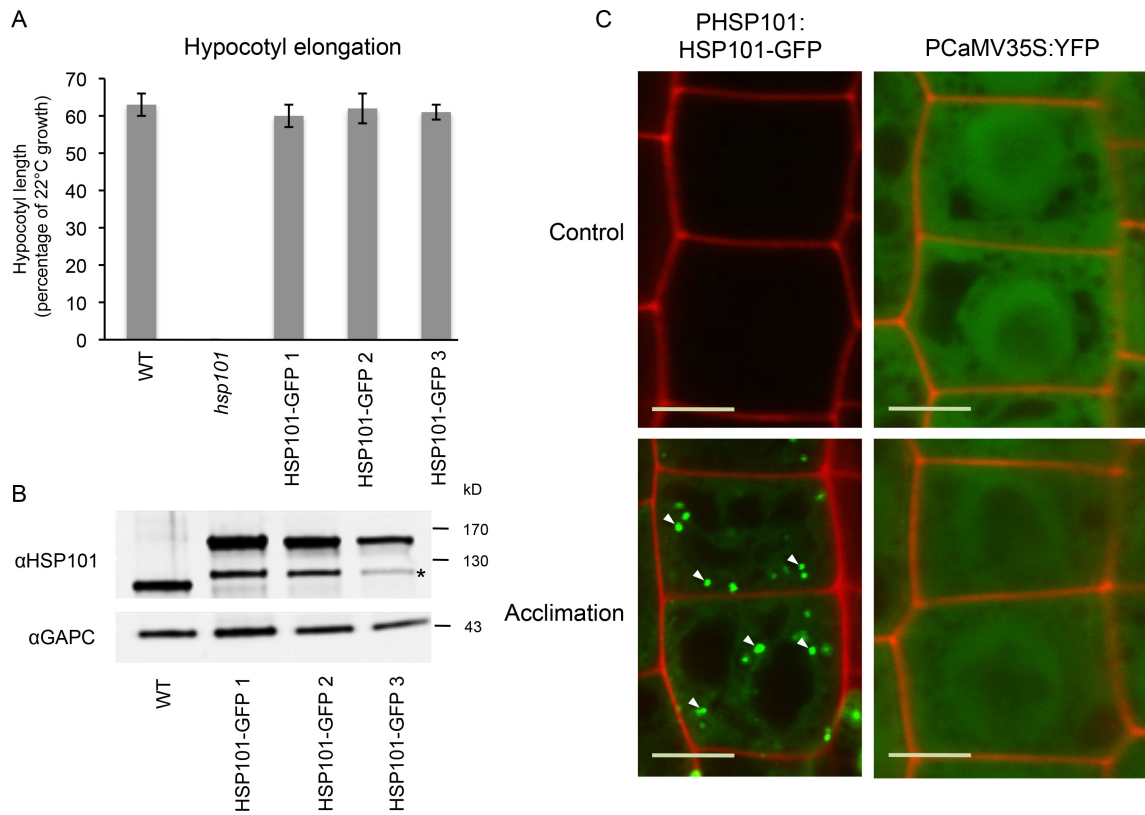 A
Hypocotyl elongation
Hypocotyl length
(percentage of 22°C growth)
70
60
50
40
30
20
10
0
WT
hsp101
HSP101-GFP 1
HSP101-GFP 2
HSP101-GFP 3
B
kD
αHSP101
170
130
*
αGAPC
43
WT
HSP101-GFP 1
HSP101-GFP 2
HSP101-GFP 3
C
PHSP101:
HSP101-GFP
PCaMV35S:YFP
Control
Acclimation